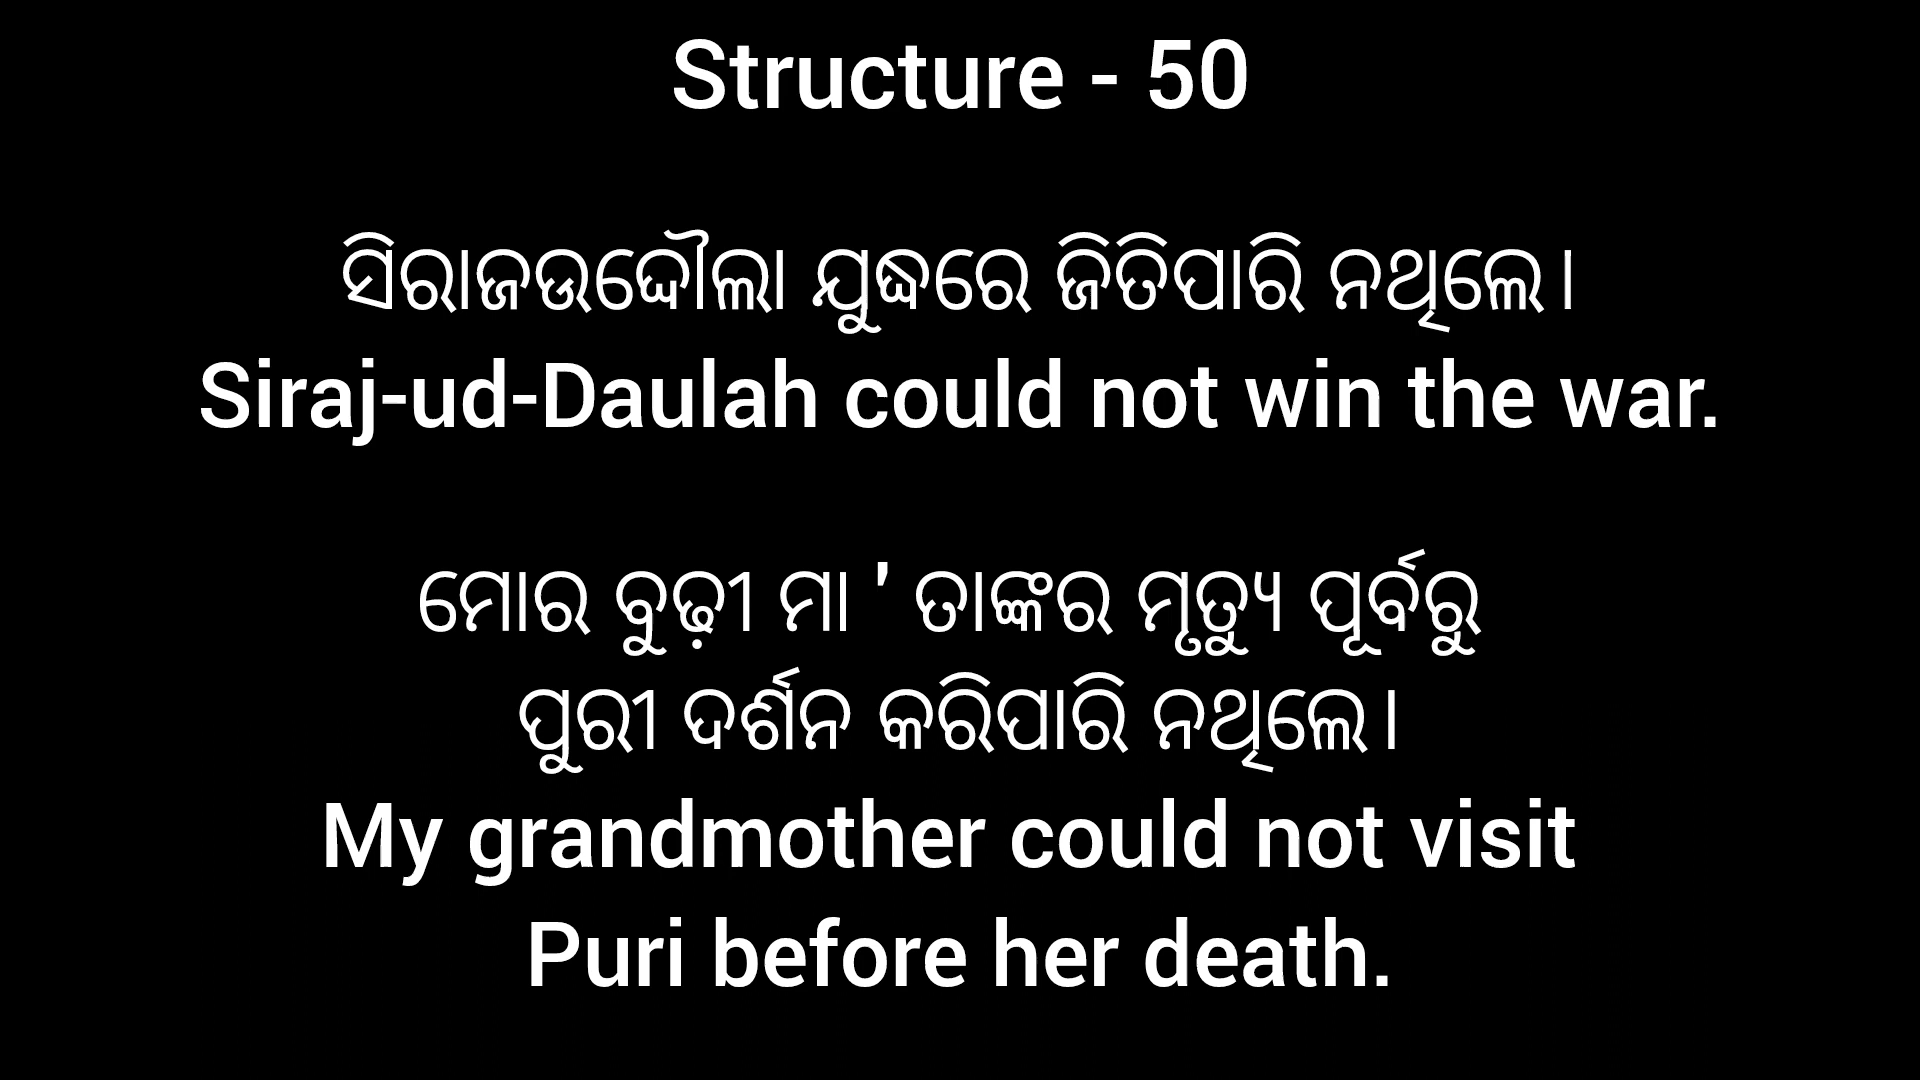 Structure - 50
ସିରାଜଉଦ୍ଦୌଲା ଯୁଦ୍ଧରେ ଜିତିପାରି ନଥିଲେ।
Siraj-ud-Daulah could not win the war.
ମୋର ବୁଢ଼ୀ ମା ' ତାଙ୍କର ମୃତ୍ୟୁ ପୂର୍ବରୁ
ପୁରୀ ଦର୍ଶନ କରିପାରି ନଥିଲେ।
My grandmother could not visit
Puri before her death.